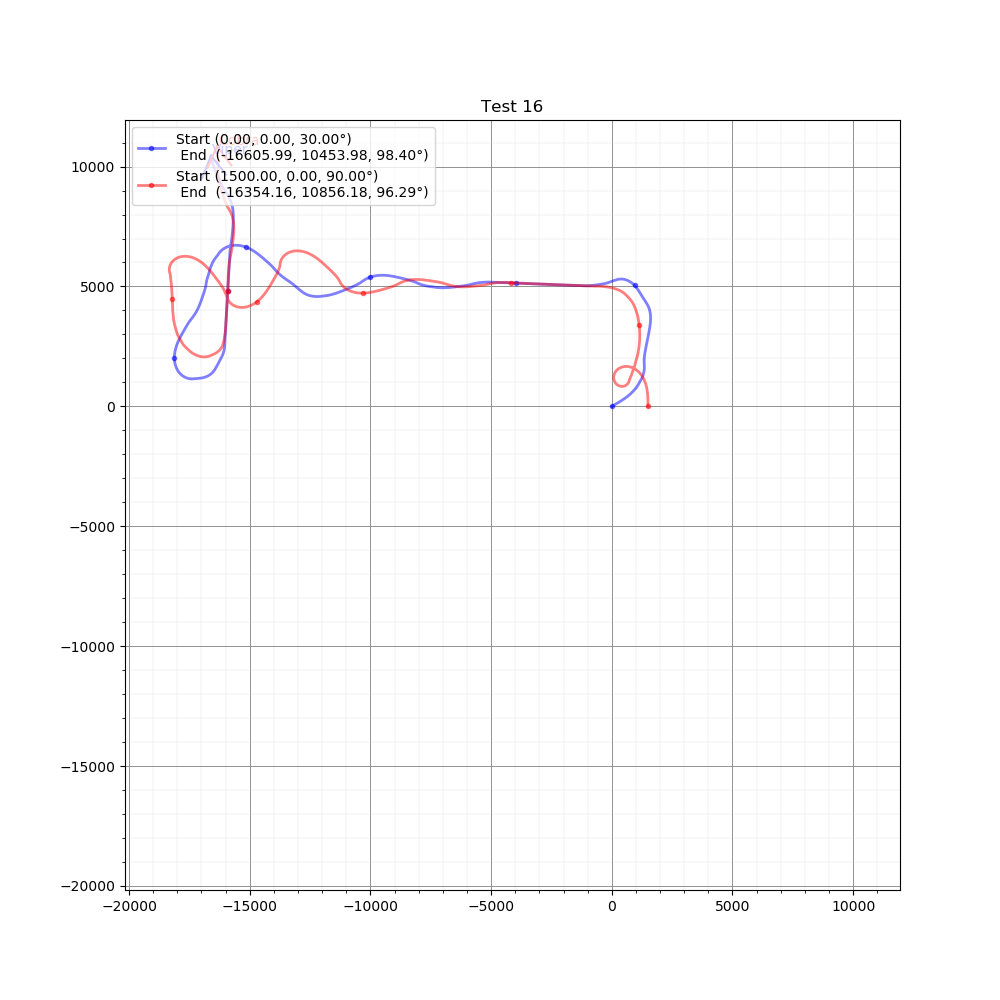 Test 16
Start (0.00, 0.00, 30.00°)
End (-16605.99, 10453.98, 98.40°)
Start (1500.00, 0.00, 90.00°)
End (-16354.16, 10856.18, 96.29°)
10000
5000
0
−5000
−10000
−15000
−20000
−20000 −15000 −10000 −5000 0 5000 10000